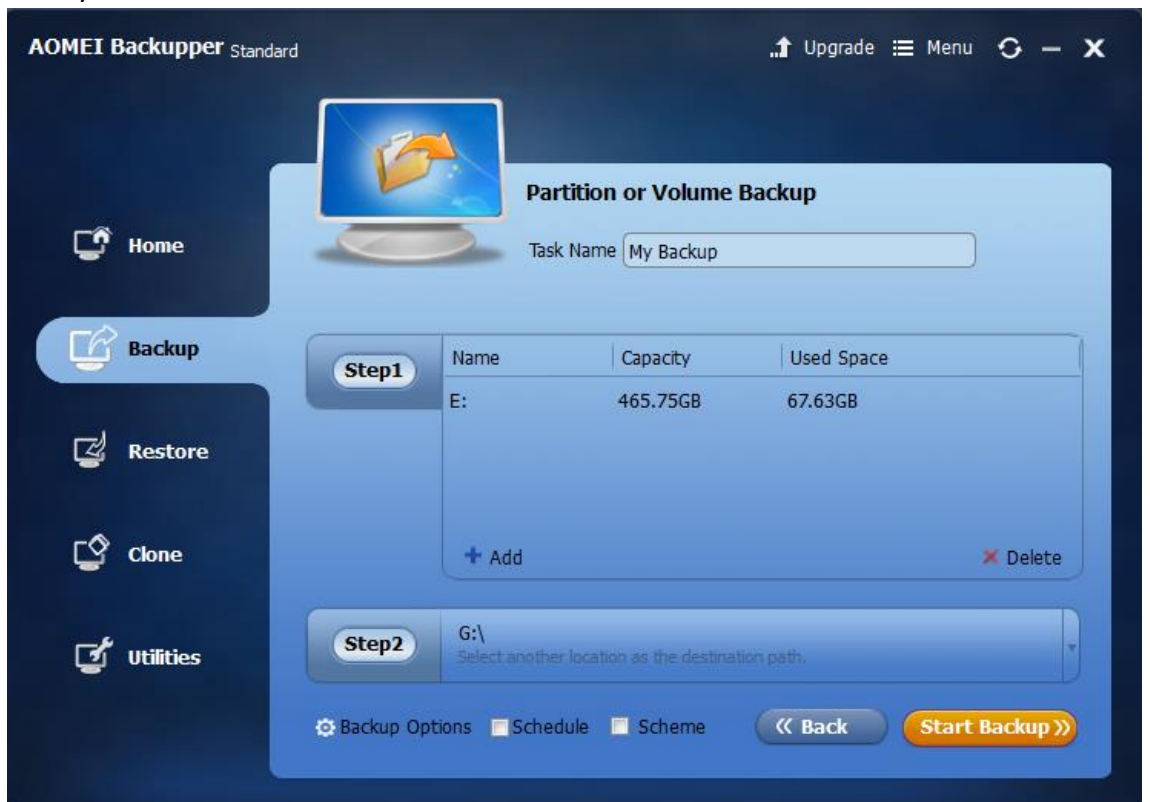 AOMEI Backupper Standard
Upgrade Menu
Partition or Volume Backup
Task Name My Backup
Home
Backup
Restore
Clone
Utilities
Step1
Name Capacity Used Space
E: 465.75GB 67.63GB
Add Delete
Step2
G:\
Select another location as the destination path.
Backup Options Schedule Scheme Back Start Backup